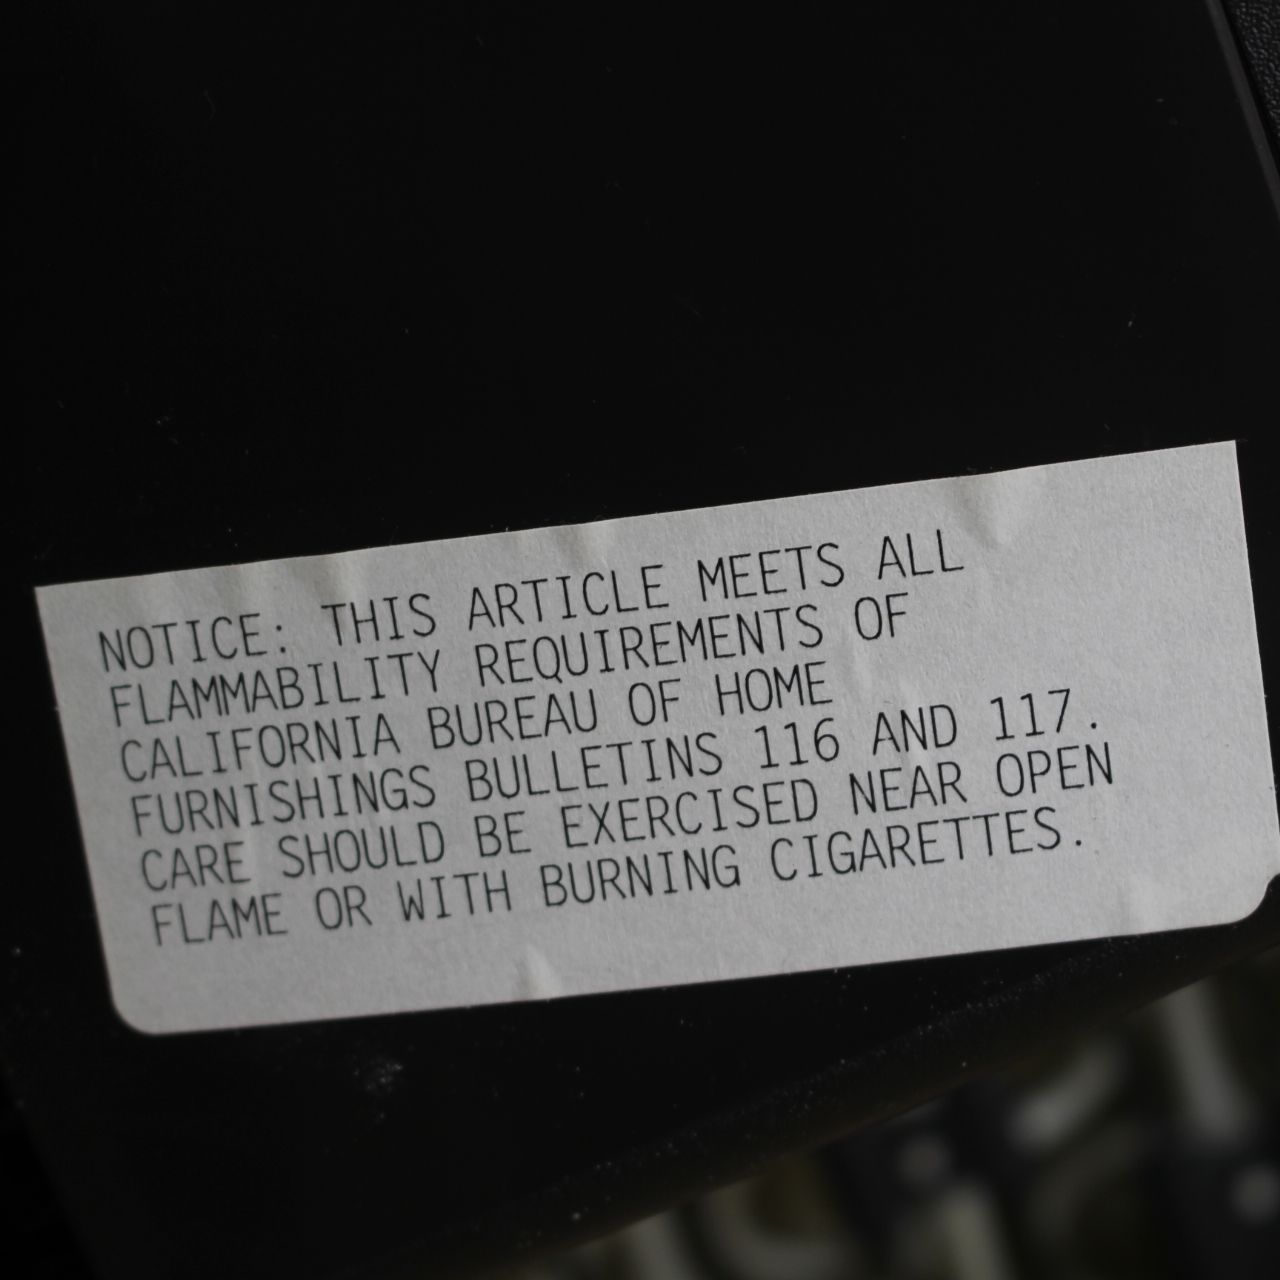 NOTICE: THIS ARTICLE MEETS ALL
FLAMMABILITY REQUIREMENTS OF
CALIFORNIA BUREAU OF HOME
FURNISHINGS BULLETINS 116 AND 117.
CARE SHOULD BE EXERCISED NEAR OPEN
FLAME OR WITH BURNING CIGARETTES.